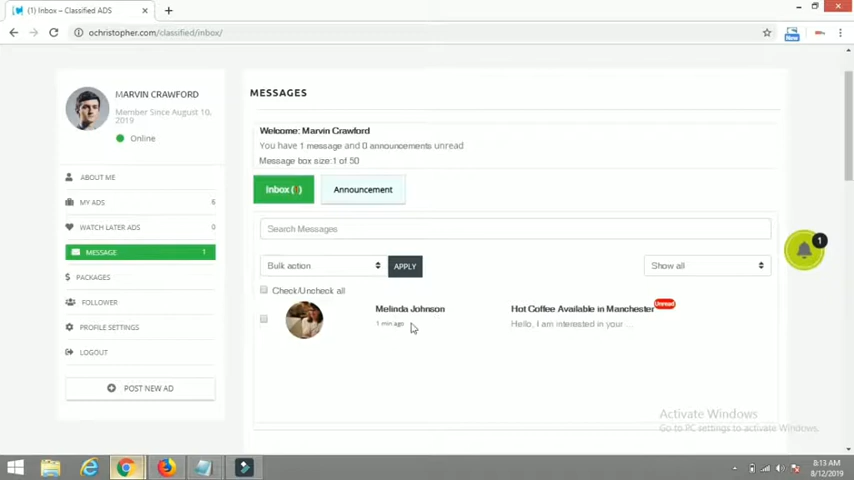 (1) Classified ADS
ochristopher.com/classified/inbox/
New
MARVIN CRAWFORD
Member Since August 10,
2019
Online
ABOUT ME
MY ADS 6
WATCH LATER ADS 0
MESSAGE 1
PACKAGES
FOLLOWER
PROFILE SETTINGS
LOGOUT
POST NEW AD
MESSAGES
Welcome: Marvin Crawford
You have 1 message and 0 announcements unread
Message box size:1 of 50
Inbox (1) Announcement
Search Messages
Bulk action APPLY Show all
Check/Uncheck all
Melinda Johnson Hot Coffee Available in Manchester Unread
1 min ago Hello, I am interested in your ...
1
Activate Windows
Go to PC settings to activate Windows.
8:13 AM
8/12/2019